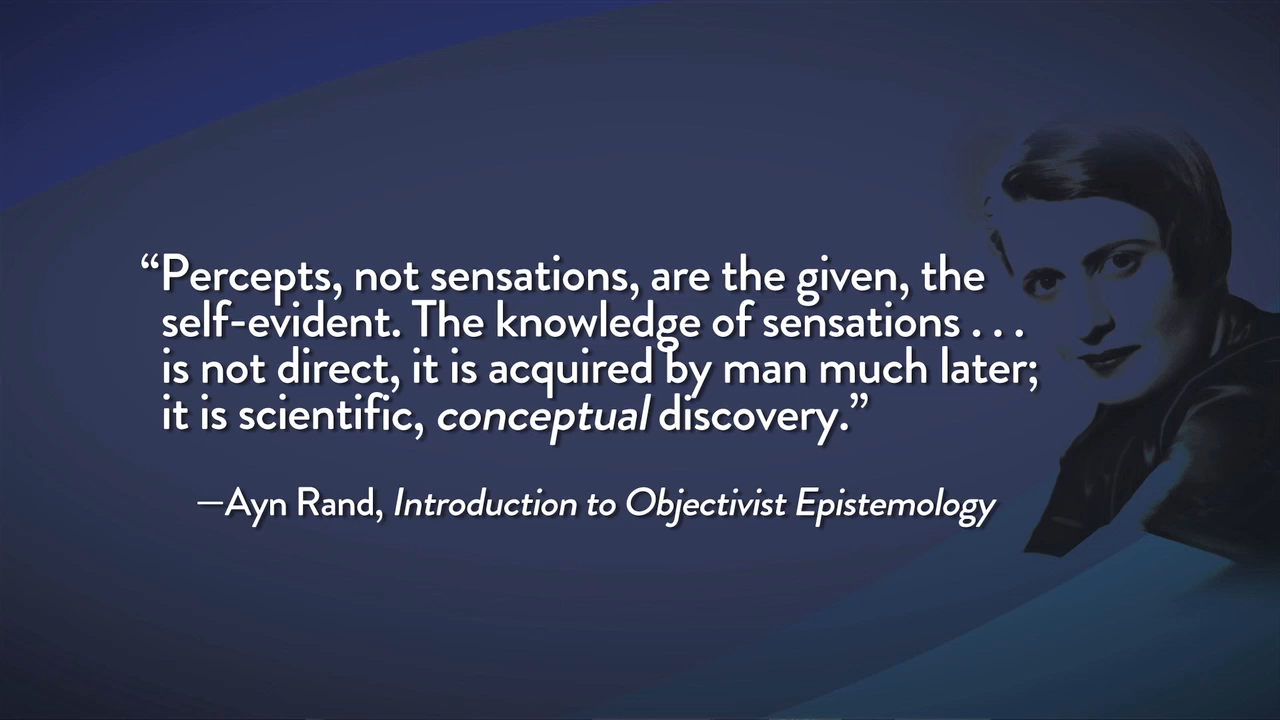 “Percepts, not sensations, are the given, the
self-evident. The knowledge of sensations . . .
is not direct, it is acquired by man much later;
it is scientific, conceptual discovery.”
—Ayn Rand, Introduction to Objectivist Epistemology